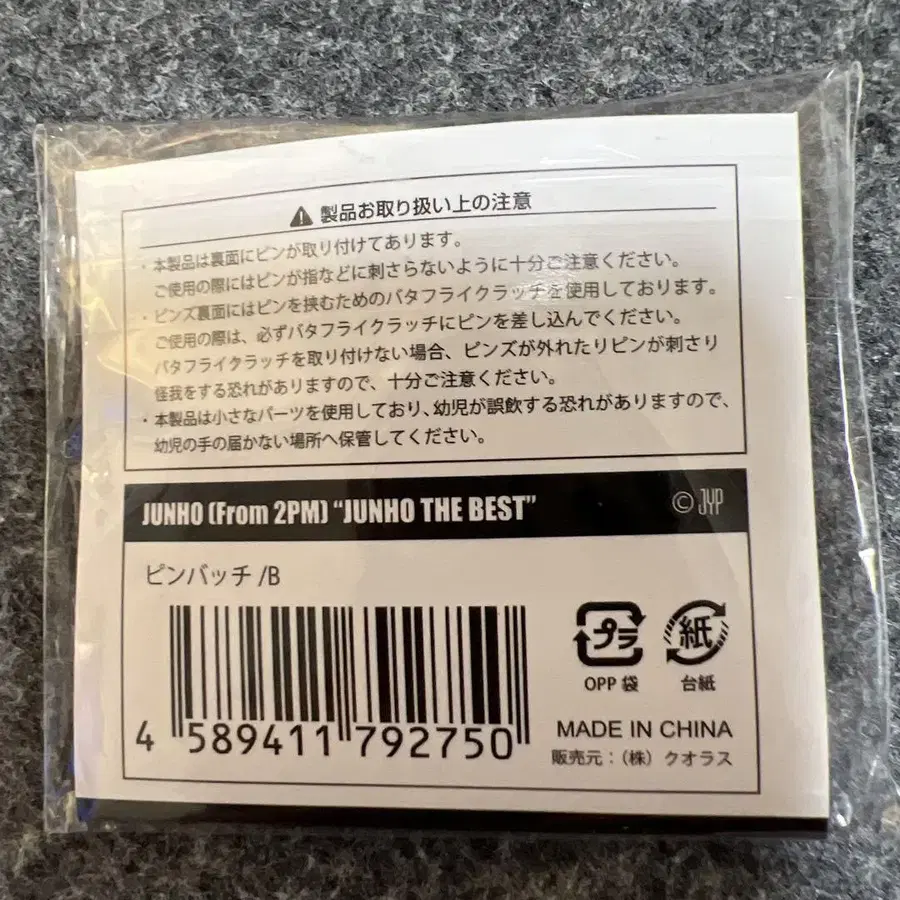 製品お取り扱い上の注意
・本製品は裏面にピンが取り付けてあります。
ご使用の際にはピンが指などに刺さらないように十分ご注意ください。
・ピンズ裏面にはピンを挟むためのバタフライクラッチを使用しております。
ご使用の際は、必ずバタフライクラッチにピンを差し込んでください。
バタフライクラッチを取り付けない場合、ピンズが外れたりピンが刺さり
怪我をする恐れがありますので、十分ご注意ください。
・本製品は小さなパーツを使用しており、幼児が誤飲する恐れがありますので、
幼児の手の届かない場所へ保管してください。
JUNHO (From 2PM) “JUNHO THE BEST” © JYP
ピンバッチ /B
プラ 紙
OPP 袋 台紙
4 589411 792750
MADE IN CHINA
販売元：（株）クオラス